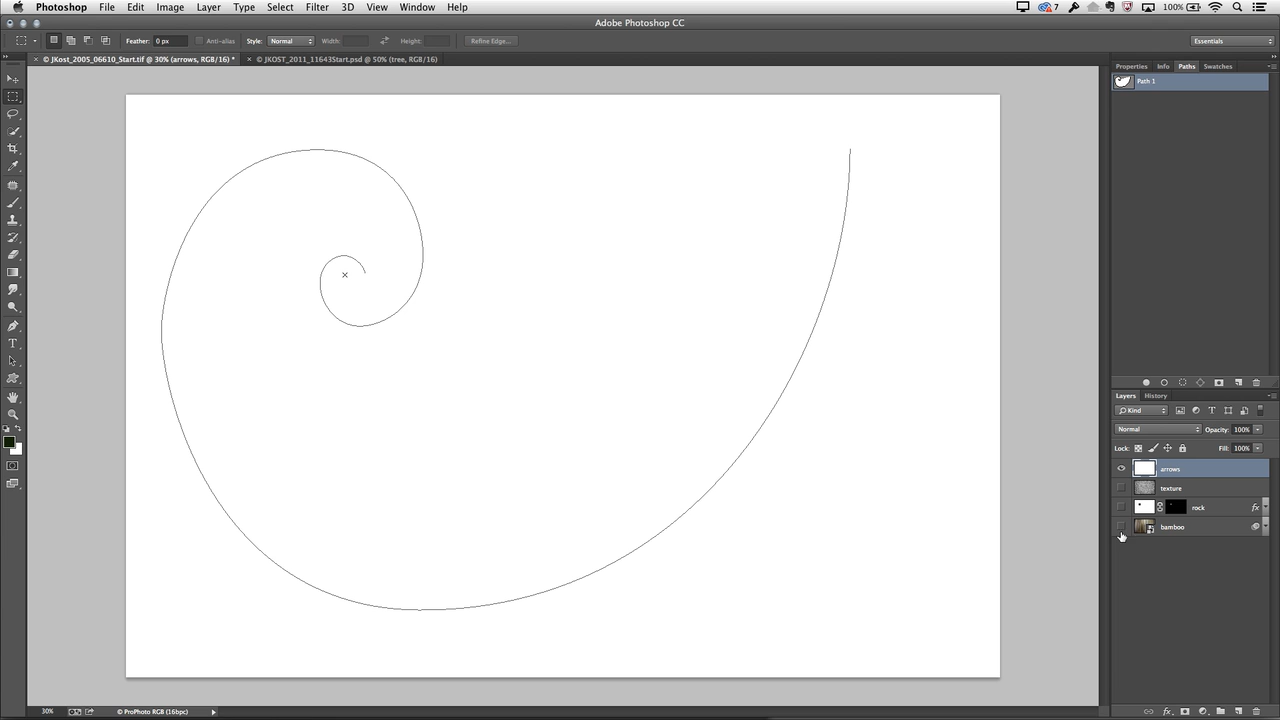 Photoshop File Edit Image Layer Type Select Filter 3D View Window Help 7 100%
Adobe Photoshop CC
Feather: 0 px Anti-alias Style: Normal Width: Height: Refine Edge... Essentials
× © JKost_2005_06610_Start.tif @ 30% (arrows, RGB/16) * × © JKOST_2011_11643Start.psd @ 50% (tree, RGB/16)
Properties Info Paths Swatches
Path 1
Layers History
Kind
Normal Opacity: 100%
Lock: Fill: 100%
arrows
texture
rock fx
bamboo
30% © ProPhoto RGB (16bpc)
fx